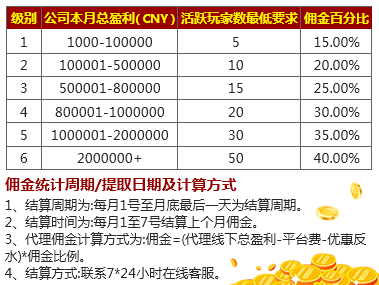 级别 公司本月总盈利(CNY) 活跃玩家数最低要求 佣金百分比
1 1000-100000 5 15.00%
2 100001-500000 10 20.00%
3 500001-800000 15 25.00%
4 800001-1000000 20 30.00%
5 1000001-2000000 30 35.00%
6 2000000+ 50 40.00%
佣金统计周期/提取日期及计算方式
1、结算周期为:每月1号至月底最后一天为结算周期。
2、结算时间为:每月1至7号结算上个月佣金。
3、代理佣金计算方式为:佣金=(代理线下总盈利-平台费-优惠反
水)*佣金比例。
4、结算方式:联系7*24小时在线客服。